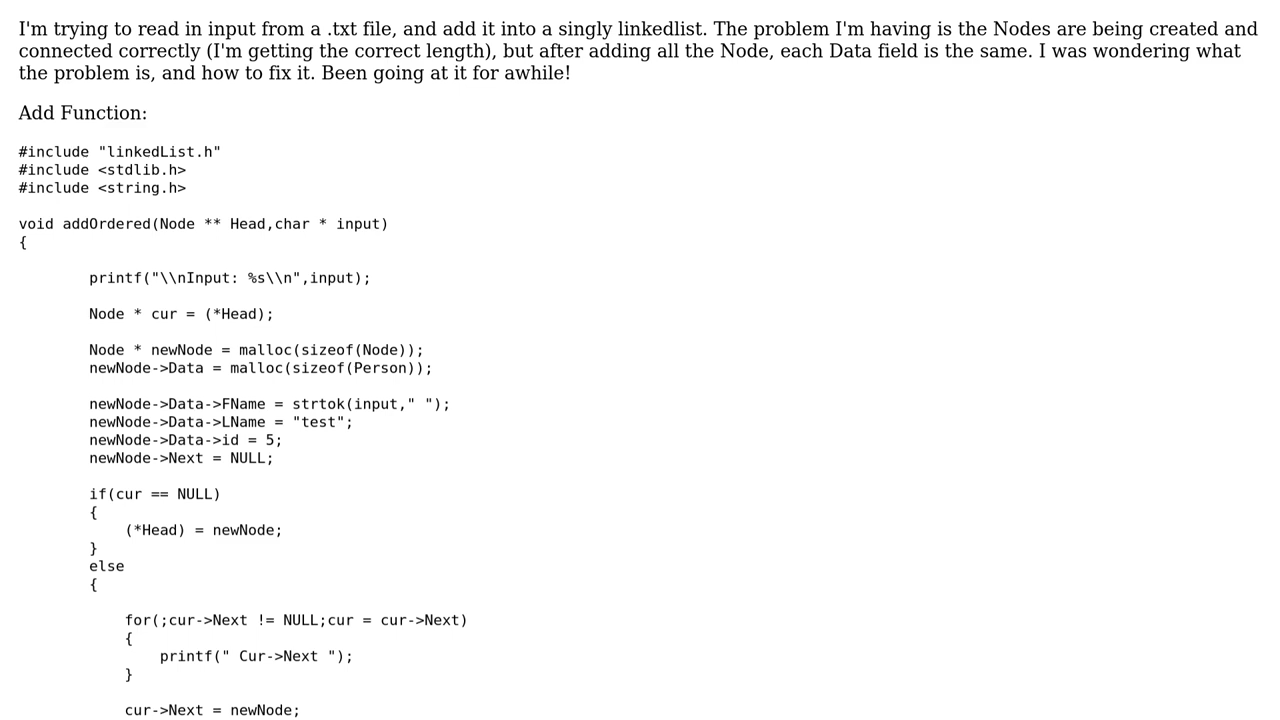 I'm trying to read in input from a .txt file, and add it into a singly linkedlist. The problem I'm having is the Nodes are being created and
connected correctly (I'm getting the correct length), but after adding all the Node, each Data field is the same. I was wondering what
the problem is, and how to fix it. Been going at it for awhile!
Add Function:
#include "linkedList.h"
#include <stdlib.h>
#include <string.h>
void addOrdered(Node ** Head,char * input)
{
printf("\\nInput: %s\\n",input);
Node * cur = (*Head);
Node * newNode = malloc(sizeof(Node));
newNode->Data = malloc(sizeof(Person));
newNode->Data->FName = strtok(input," ");
newNode->Data->LName = "test";
newNode->Data->id = 5;
newNode->Next = NULL;
if(cur == NULL)
{
(*Head) = newNode;
}
else
{
for(;cur->Next != NULL;cur = cur->Next)
{
printf(" Cur->Next ");
}
cur->Next = newNode;